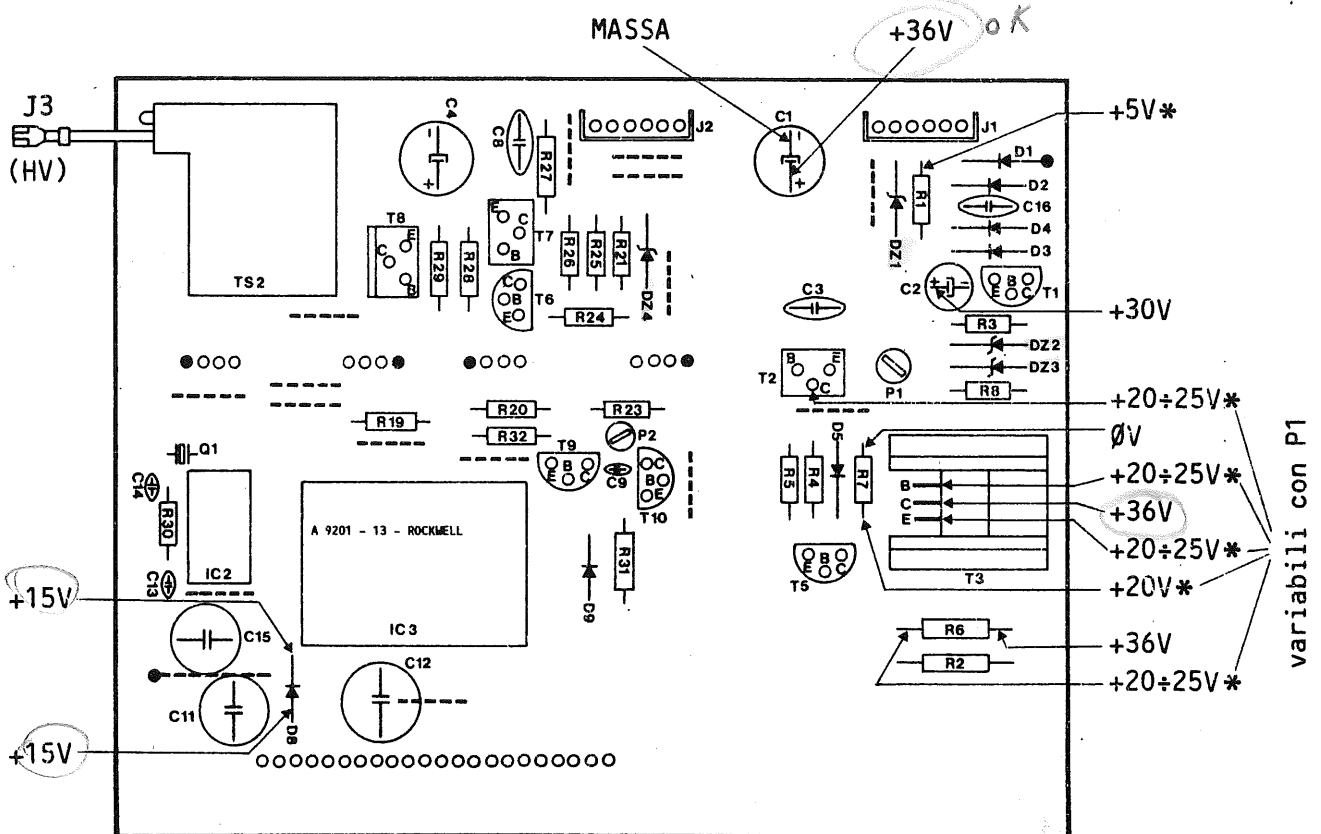 MASSA
+36V
OK
J3
(HV)
C4
C8
R27
J2
C1
-
+
J1
+5V*
D1
D2
C16
D4
D3
DZ1
R1
T8
E
C
B
R29
R28
E
C
B
T7
C
B
E
T6
R26
R25
R21
DZ4
R24
TS2
C3
C2
+
-
E
B
C
T1
+30V
R3
DZ2
DZ3
R8
T2
B
E
C
P1
+20÷25V*
ØV
+20÷25V*
+36V
+20÷25V*
+20V*
+36V
+20÷25V*
variabili con P1
R19
R20
R32
R23
P2
T9
E
B
C
C9
C
B
E
T10
D5
R5
R4
R7
B
C
E
T3
E
B
C
T5
R6
R2
Q1
C14
R30
C13
IC2
A 9201 - 13 - ROCKWELL
IC3
D9
R31
+15V
C15
C11
D8
C12
+15V